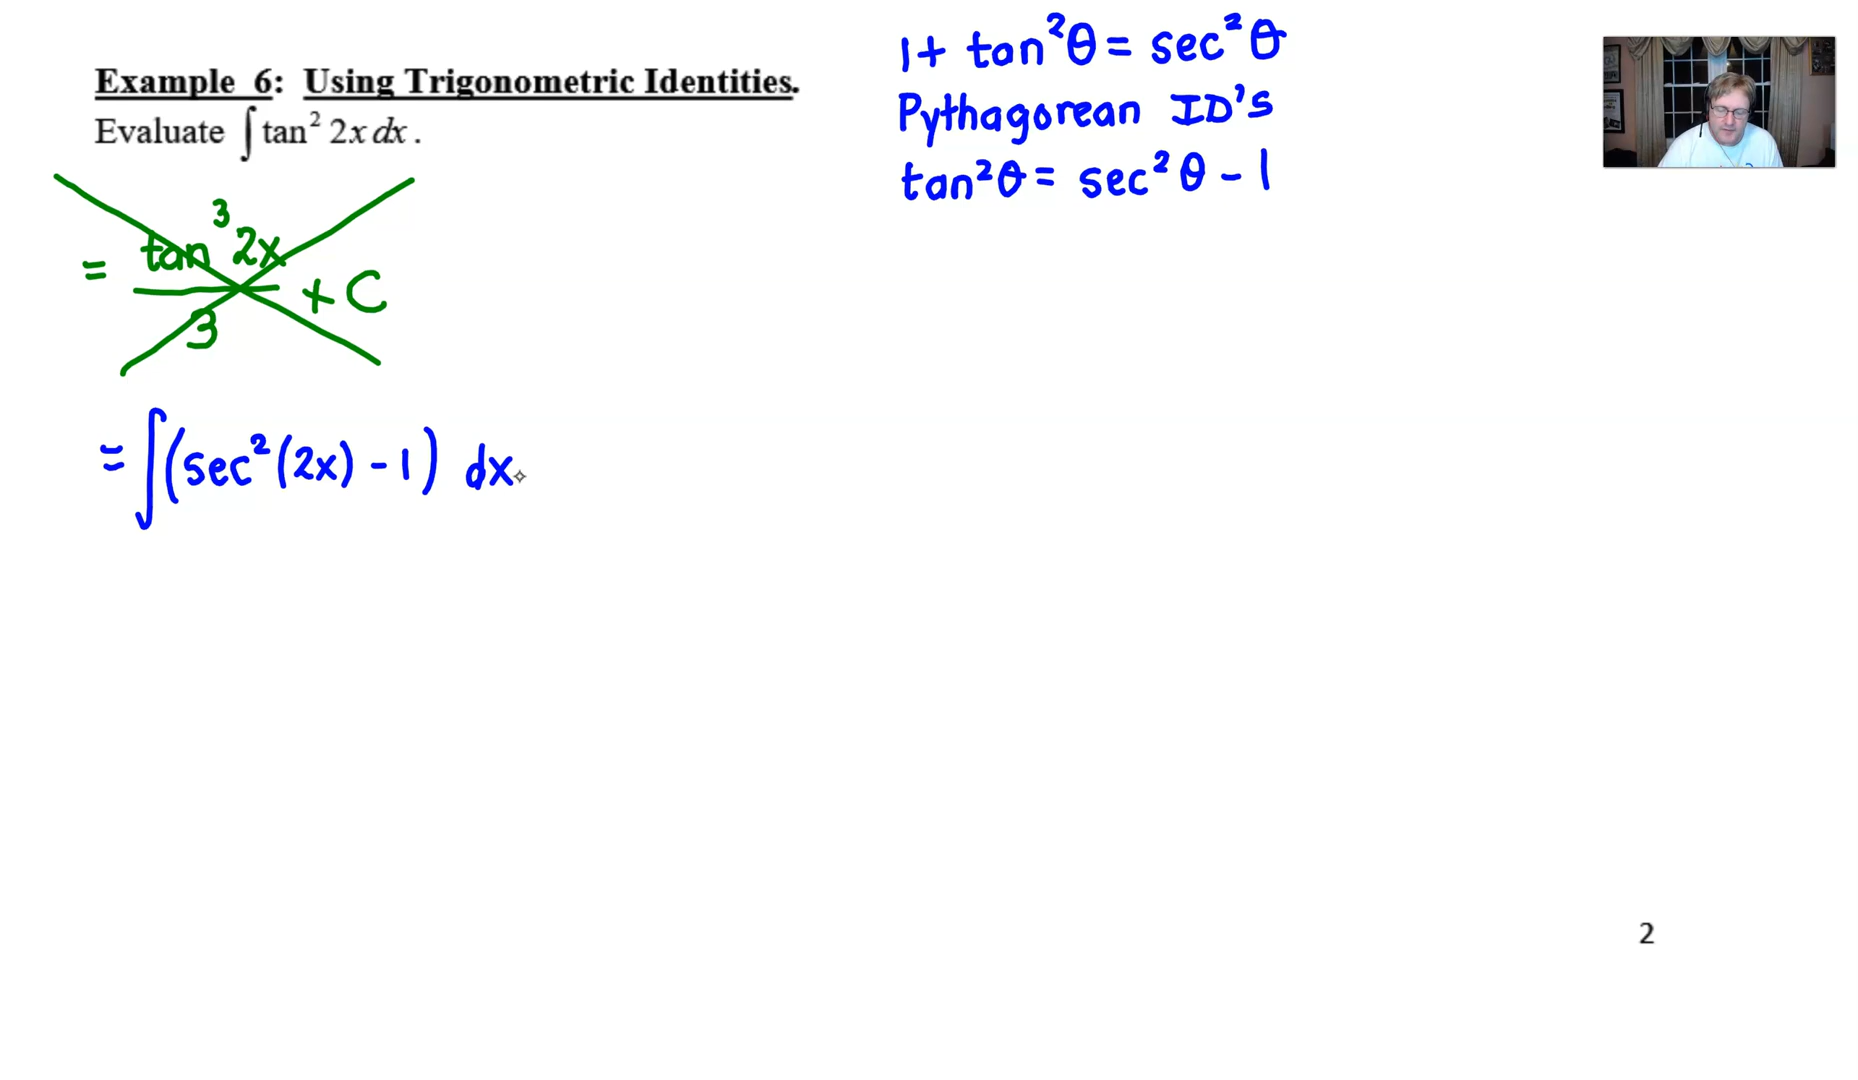 Example 6: Using Trigonometric Identities.
Evaluate ∫ tan² 2x dx .
= tan³ 2x / 3 + C
= ∫(sec²(2x) - 1) dx
1 + tan²θ = sec²θ
Pythagorean ID's
tan²θ = sec²θ - 1
2